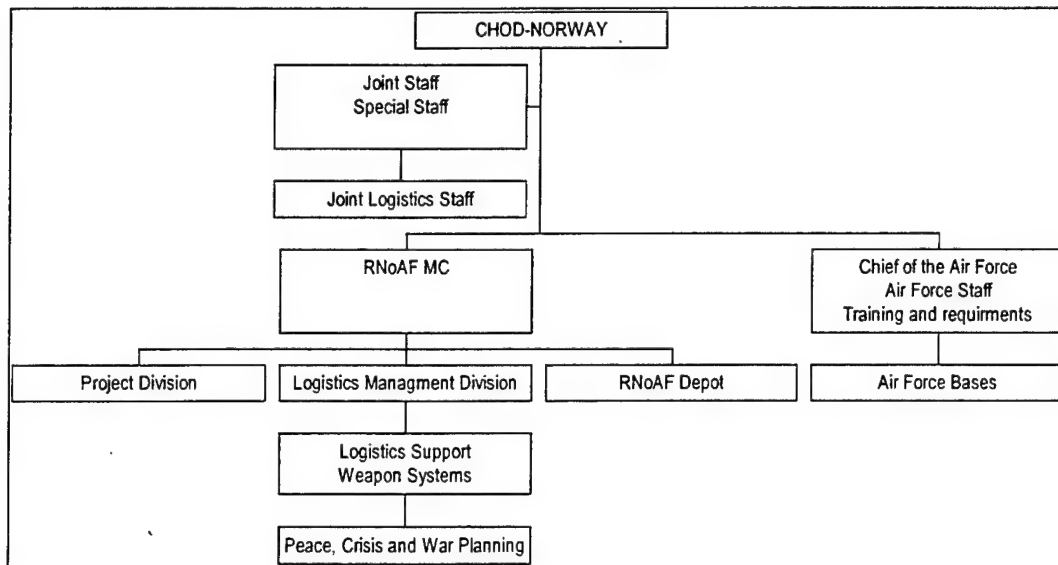 CHOD-NORWAY
Joint Staff
Special Staff
Joint Logistics Staff
RNoAF MC
Chief of the Air Force
Air Force Staff
Training and requirments
Project Division
Logistics Managment Division
RNoAF Depot
Air Force Bases
Logistics Support
Weapon Systems
Peace, Crisis and War Planning